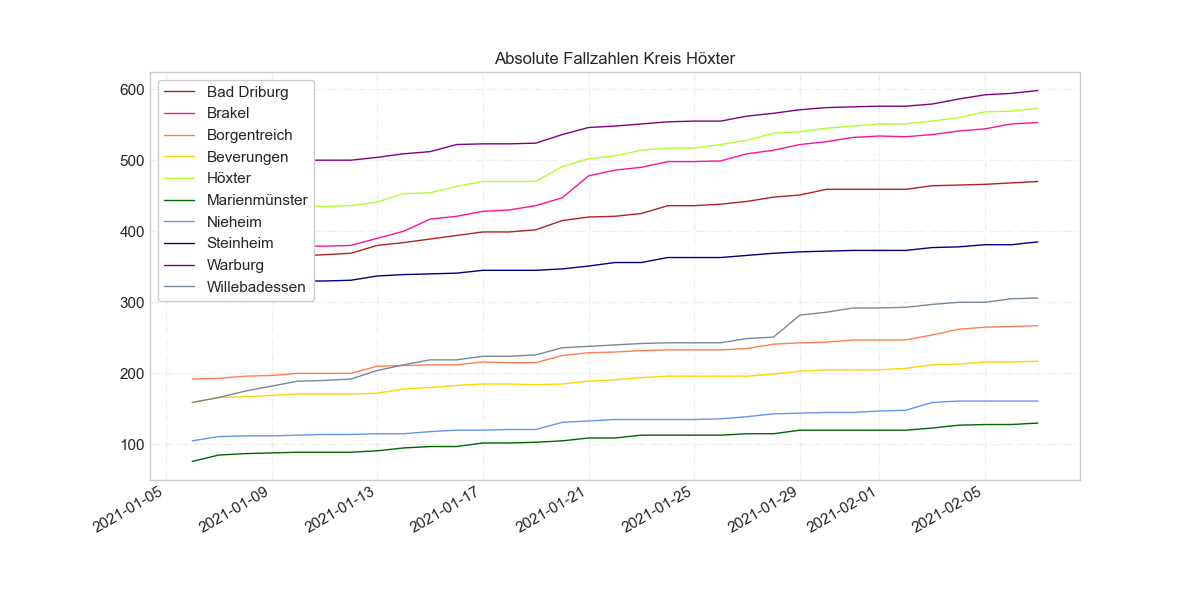 Absolute Fallzahlen Kreis Höxter
Bad Driburg
Brakel
Borgentreich
Beverungen
Höxter
Marienmünster
Nieheim
Steinheim
Warburg
Willebadessen
600
500
400
300
200
100
2021-01-05
2021-01-09
2021-01-13
2021-01-17
2021-01-21
2021-01-25
2021-01-29
2021-02-01
2021-02-05